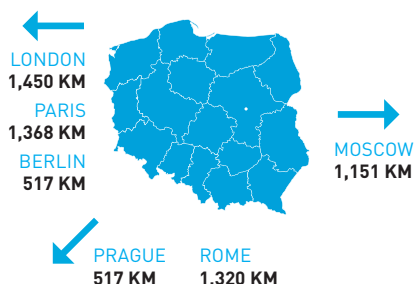 LONDON
1,450 KM
PARIS
1,368 KM
BERLIN
517 KM
MOSCOW
1,151 KM
PRAGUE
517 KM
ROME
1,320 KM